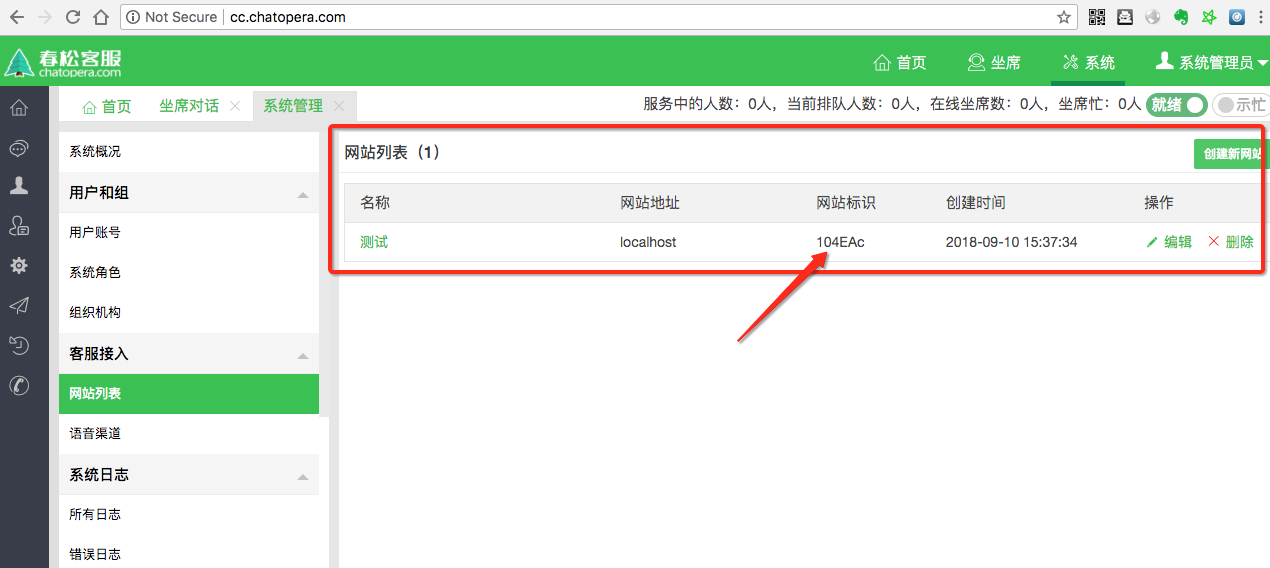 Not Secure cc.chatopera.com
春松客服
chatopera.com
首页 坐席 系统 系统管理员
首页 坐席对话 系统管理
服务中的人数：0人，当前排队人数：0人，在线坐席数：0人，坐席忙：0人 就绪 示忙
系统概况
用户和组
用户账号
系统角色
组织机构
客服接入
网站列表
语音渠道
系统日志
所有日志
错误日志
网站列表（1）
创建新网站
名称 网站地址 网站标识 创建时间 操作
测试 localhost 104EAc 2018-09-10 15:37:34 编辑 删除